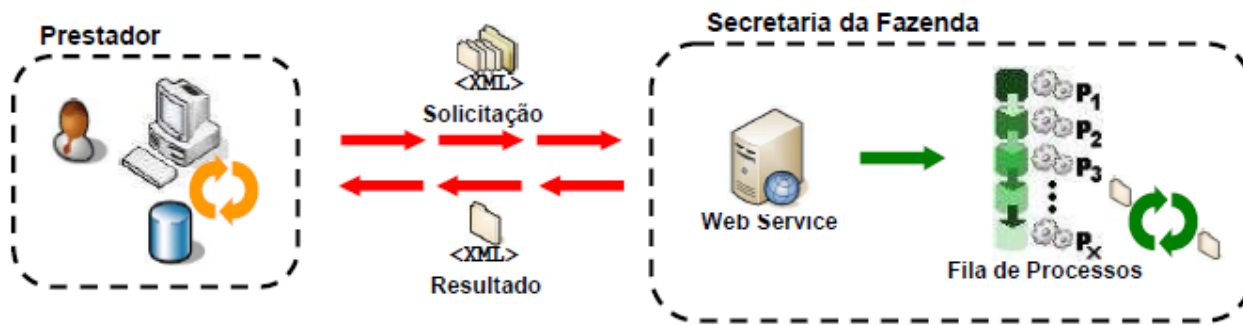 Prestador
<XML>
Solicitação
<XML>
Resultado
Secretaria da Fazenda
Web Service
P1
P2
P3
Px
Fila de Processos